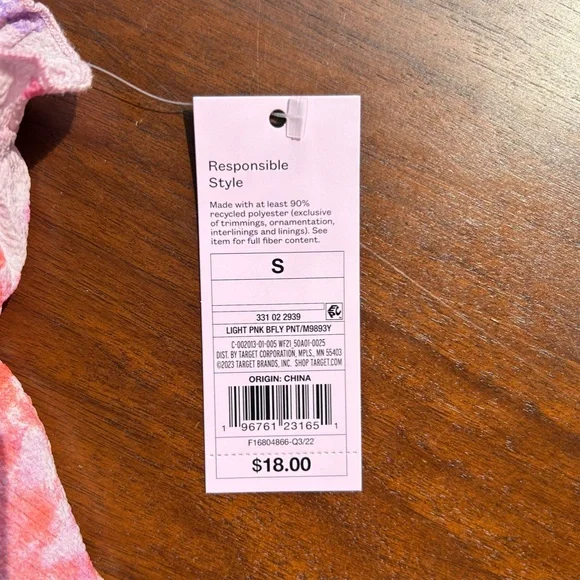 Responsible
Style
Made with at least 90%
recycled polyester (exclusive
of trimmings, ornamentation,
interlinings and linings). See
item for full fiber content.
S
331 02 2939
LIGHT PNK BFLY PNT/M9893Y
C-002013-01-005 WF21_50A01-0025
DIST. BY TARGET CORPORATION, MPLS., MN 55403
©2023 TARGET BRANDS, INC. SHOP TARGET.COM
ORIGIN: CHINA
1 96761 23165 1
F16804866-Q3/22
$18.00